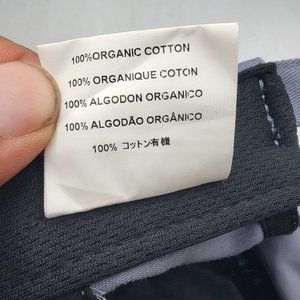 100%ORGANIC COTTON
100% ORGANIQUE COTON
100% ALGODON ORGANICO
100% ALGODÃO ORGÂNICO
100% コットン有機